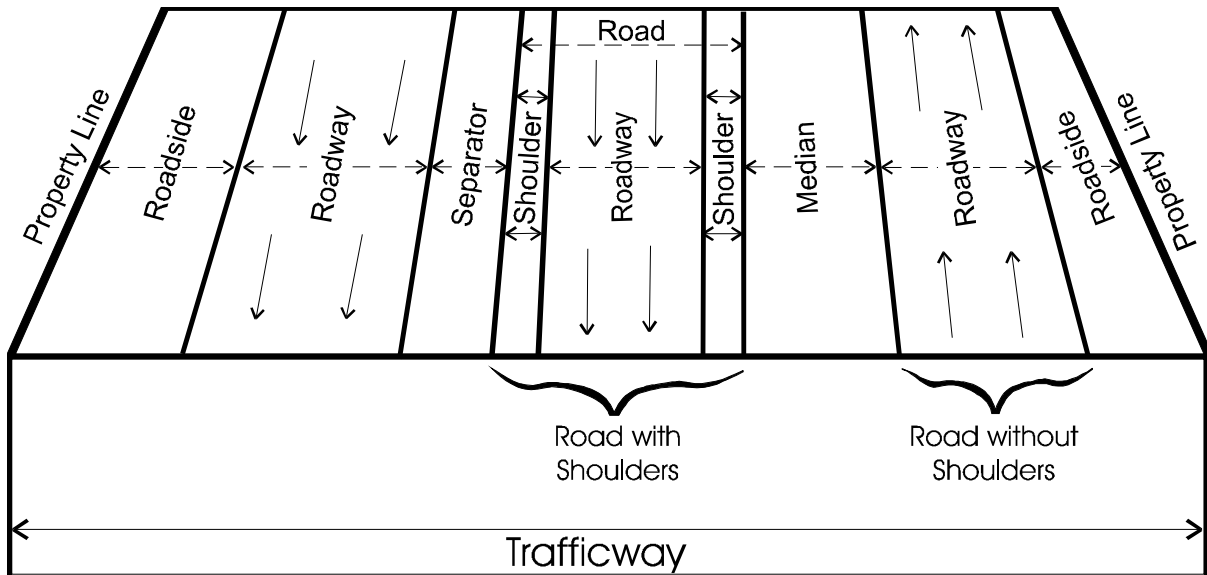 Road
Property Line
Roadside
Roadway
Separator
Shoulder
Roadway
Shoulder
Median
Roadway
Roadside
Property Line
Road with
Shoulders
Road without
Shoulders
Trafficway